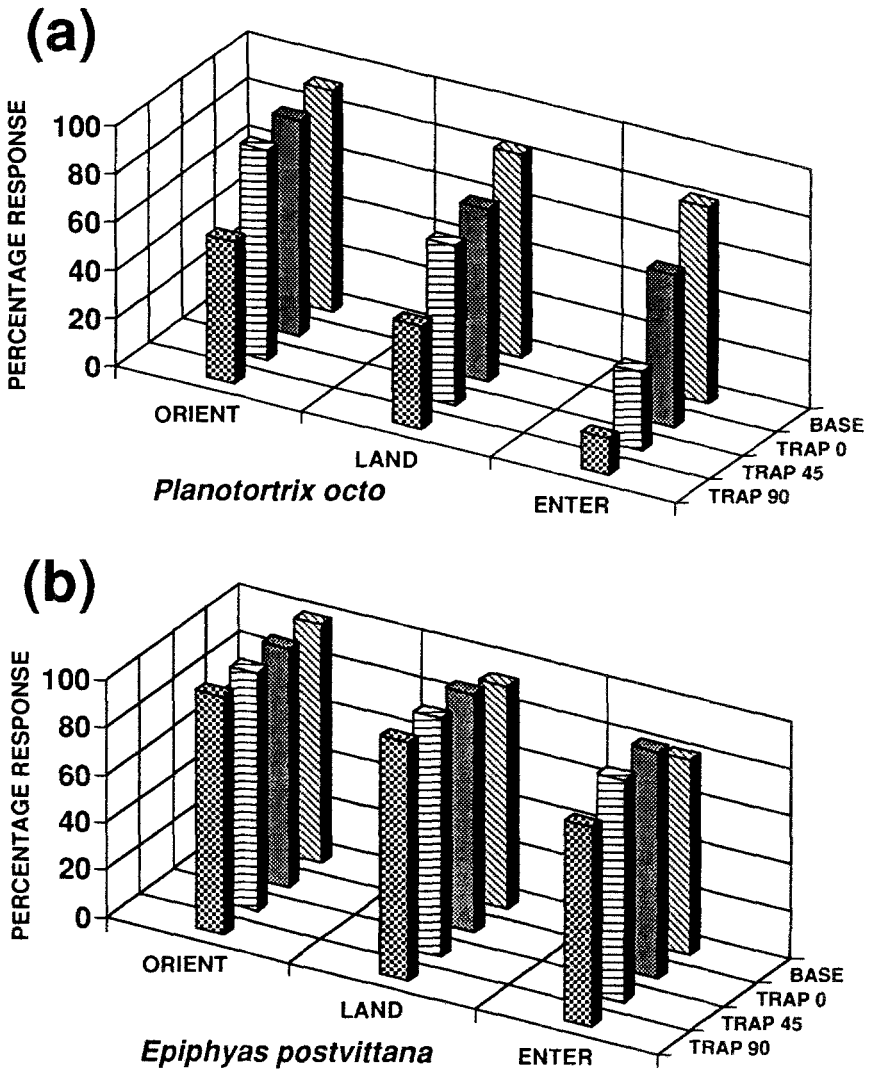 (a)
PERCENTAGE RESPONSE
100
80
60
40
20
0
ORIENT
LAND
ENTER
BASE
TRAP 0
TRAP 45
TRAP 90
Planotortrix octo
(b)
PERCENTAGE RESPONSE
100
80
60
40
20
0
ORIENT
LAND
ENTER
BASE
TRAP 0
TRAP 45
TRAP 90
Epiphyas postvittana